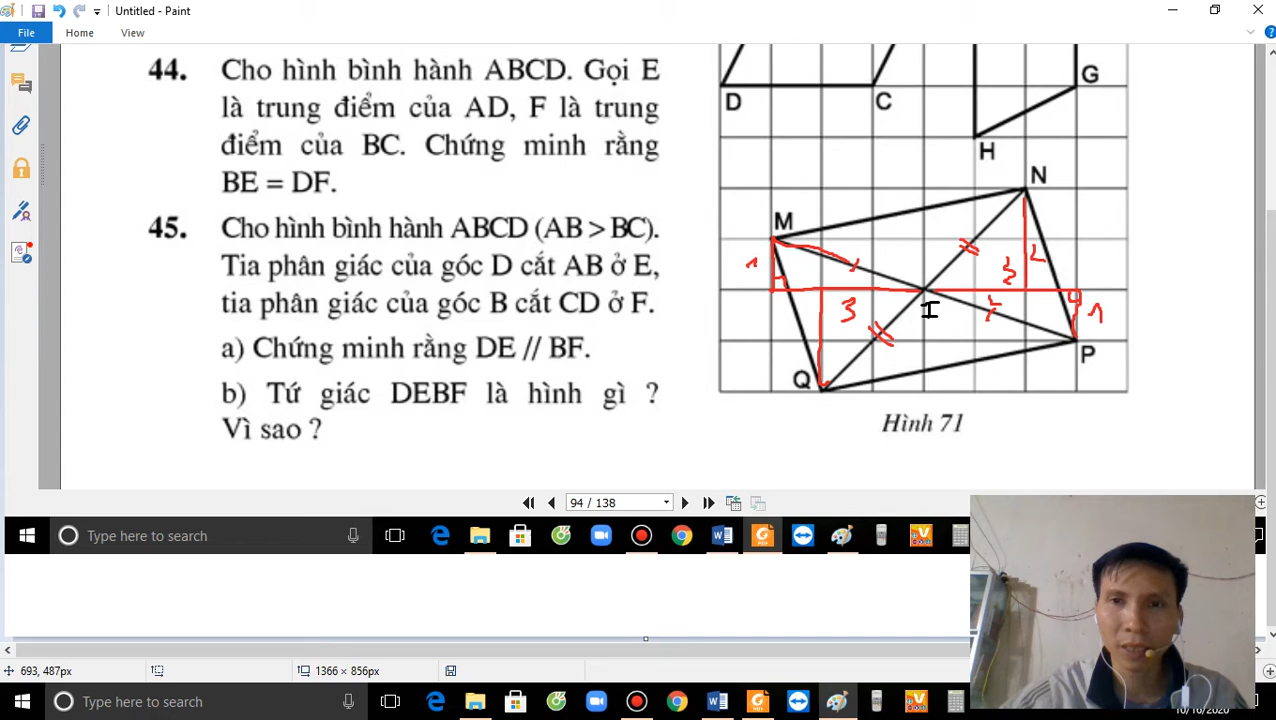 Untitled - Paint
File
Home
View
44. Cho hình bình hành ABCD. Gọi E
là trung điểm của AD, F là trung
điểm của BC. Chứng minh rằng
BE = DF.
45. Cho hình bình hành ABCD (AB > BC).
Tia phân giác của góc D cắt AB ở E,
tia phân giác của góc B cắt CD ở F.
a) Chứng minh rằng DE // BF.
b) Tứ giác DEBF là hình gì ?
Vì sao ?
D
C
G
H
N
M
1
3
I
1
Q
P
Hình 71
94 / 138
Type here to search
693, 487px
1366 × 856px
Type here to search
10/16/2020